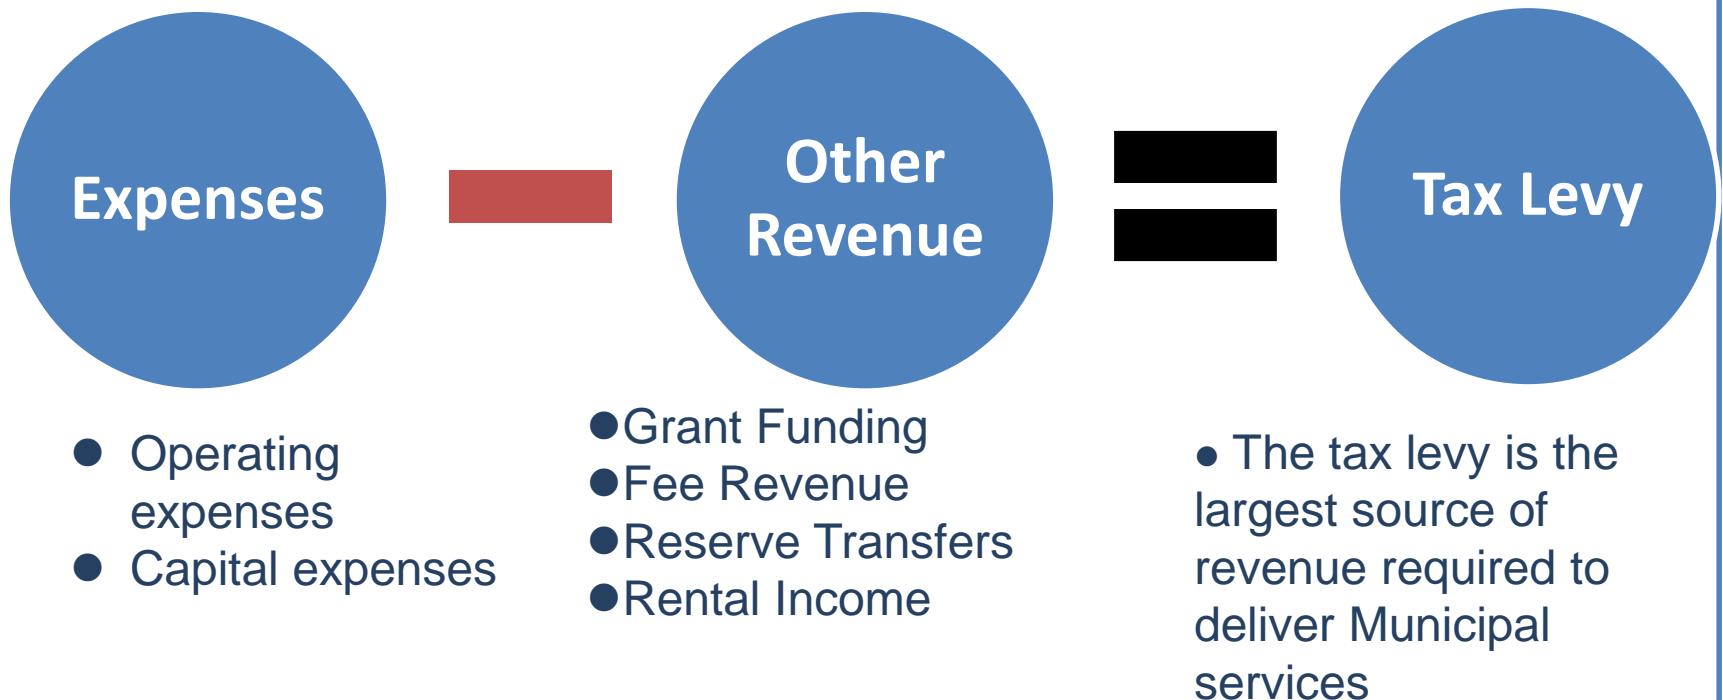 Expenses
Other
Revenue
Tax Levy
● Operating
expenses
● Capital expenses
●Grant Funding
●Fee Revenue
●Reserve Transfers
●Rental Income
● The tax levy is the
largest source of
revenue required to
deliver Municipal
services